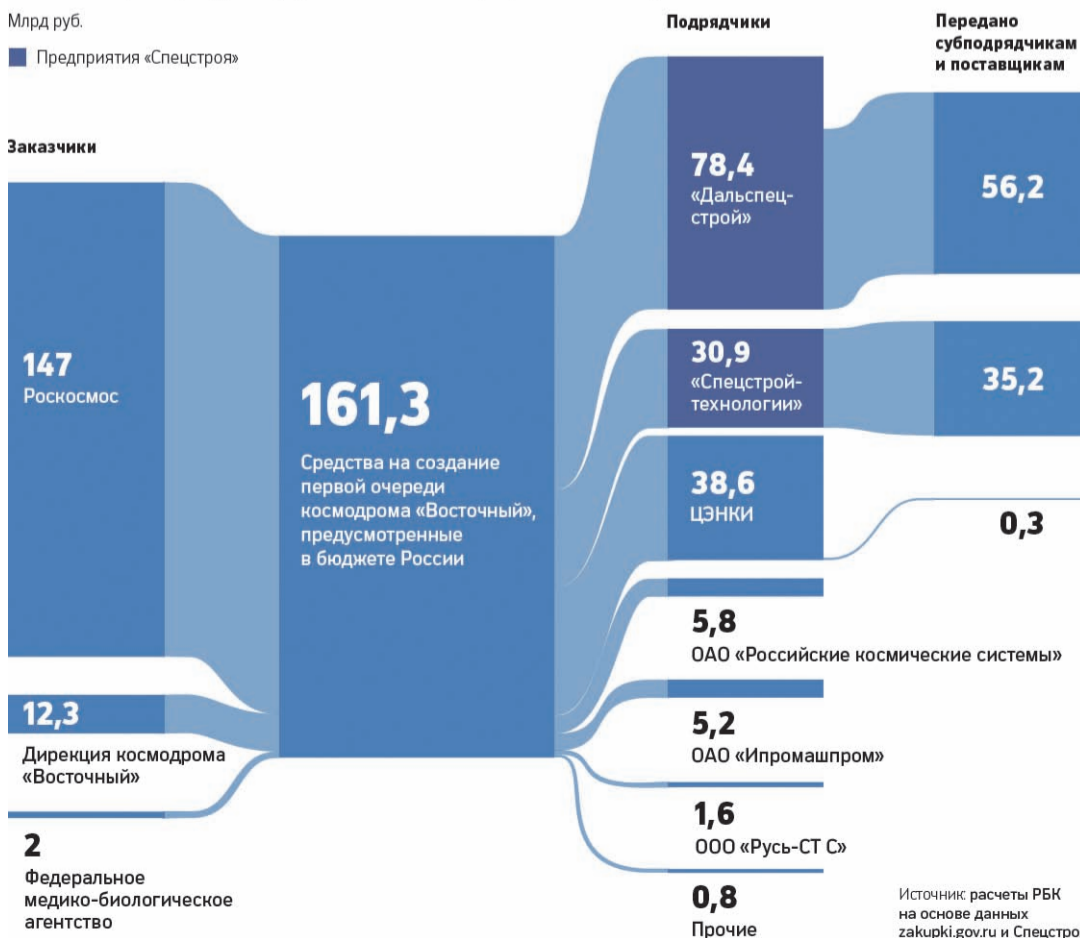 Млрд руб.
Предприятия «Спецстроя»
Заказчики
147
Роскосмос
12,3
Дирекция космодрома
«Восточный»
2
Федеральное
медико-биологическое
агентство
161,3
Средства на создание
первой очереди
космодрома «Восточный»,
предусмотренные
в бюджете России
Подрядчики
78,4
«Дальспец-
строй»
30,9
«Спецстрой-
технологии»
38,6
ЦЭНКИ
5,8
ОАО «Российские космические системы»
5,2
ОАО «Ипромашпром»
1,6
ООО «Русь-СТ С»
0,8
Прочие
Передано
субподрядчикам
и поставщикам
56,2
35,2
0,3
Источник: расчеты РБК
на основе данных
zakupki.gov.ru и Спецстро